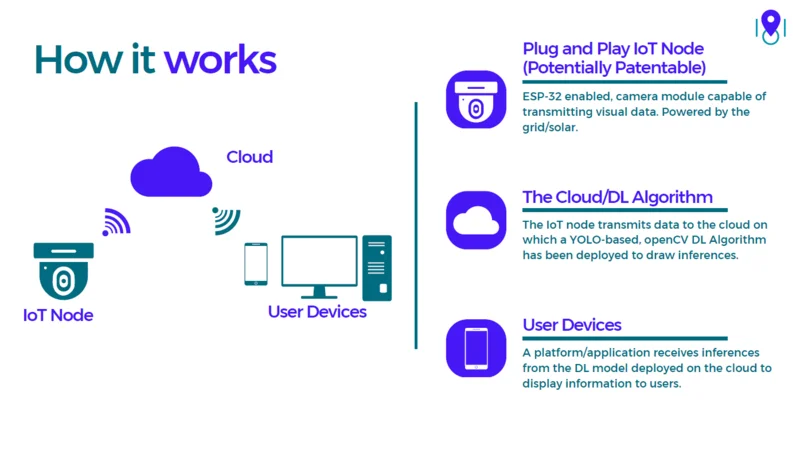 How it works
Cloud
IoT Node
User Devices
Plug and Play IoT Node
(Potentially Patentable)
ESP-32 enabled, camera module capable of
transmitting visual data. Powered by the
grid/solar.
The Cloud/DL Algorithm
The IoT node transmits data to the cloud on
which a YOLO-based, openCV DL Algorithm
has been deployed to draw inferences.
User Devices
A platform/application receives inferences
from the DL model deployed on the cloud to
display information to users.